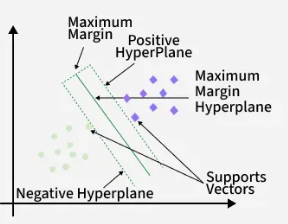 Maximum
Margin
Positive
HyperPlane
Maximum
Margin
Hyperplane
Supports
Vectors
Negative Hyperplane